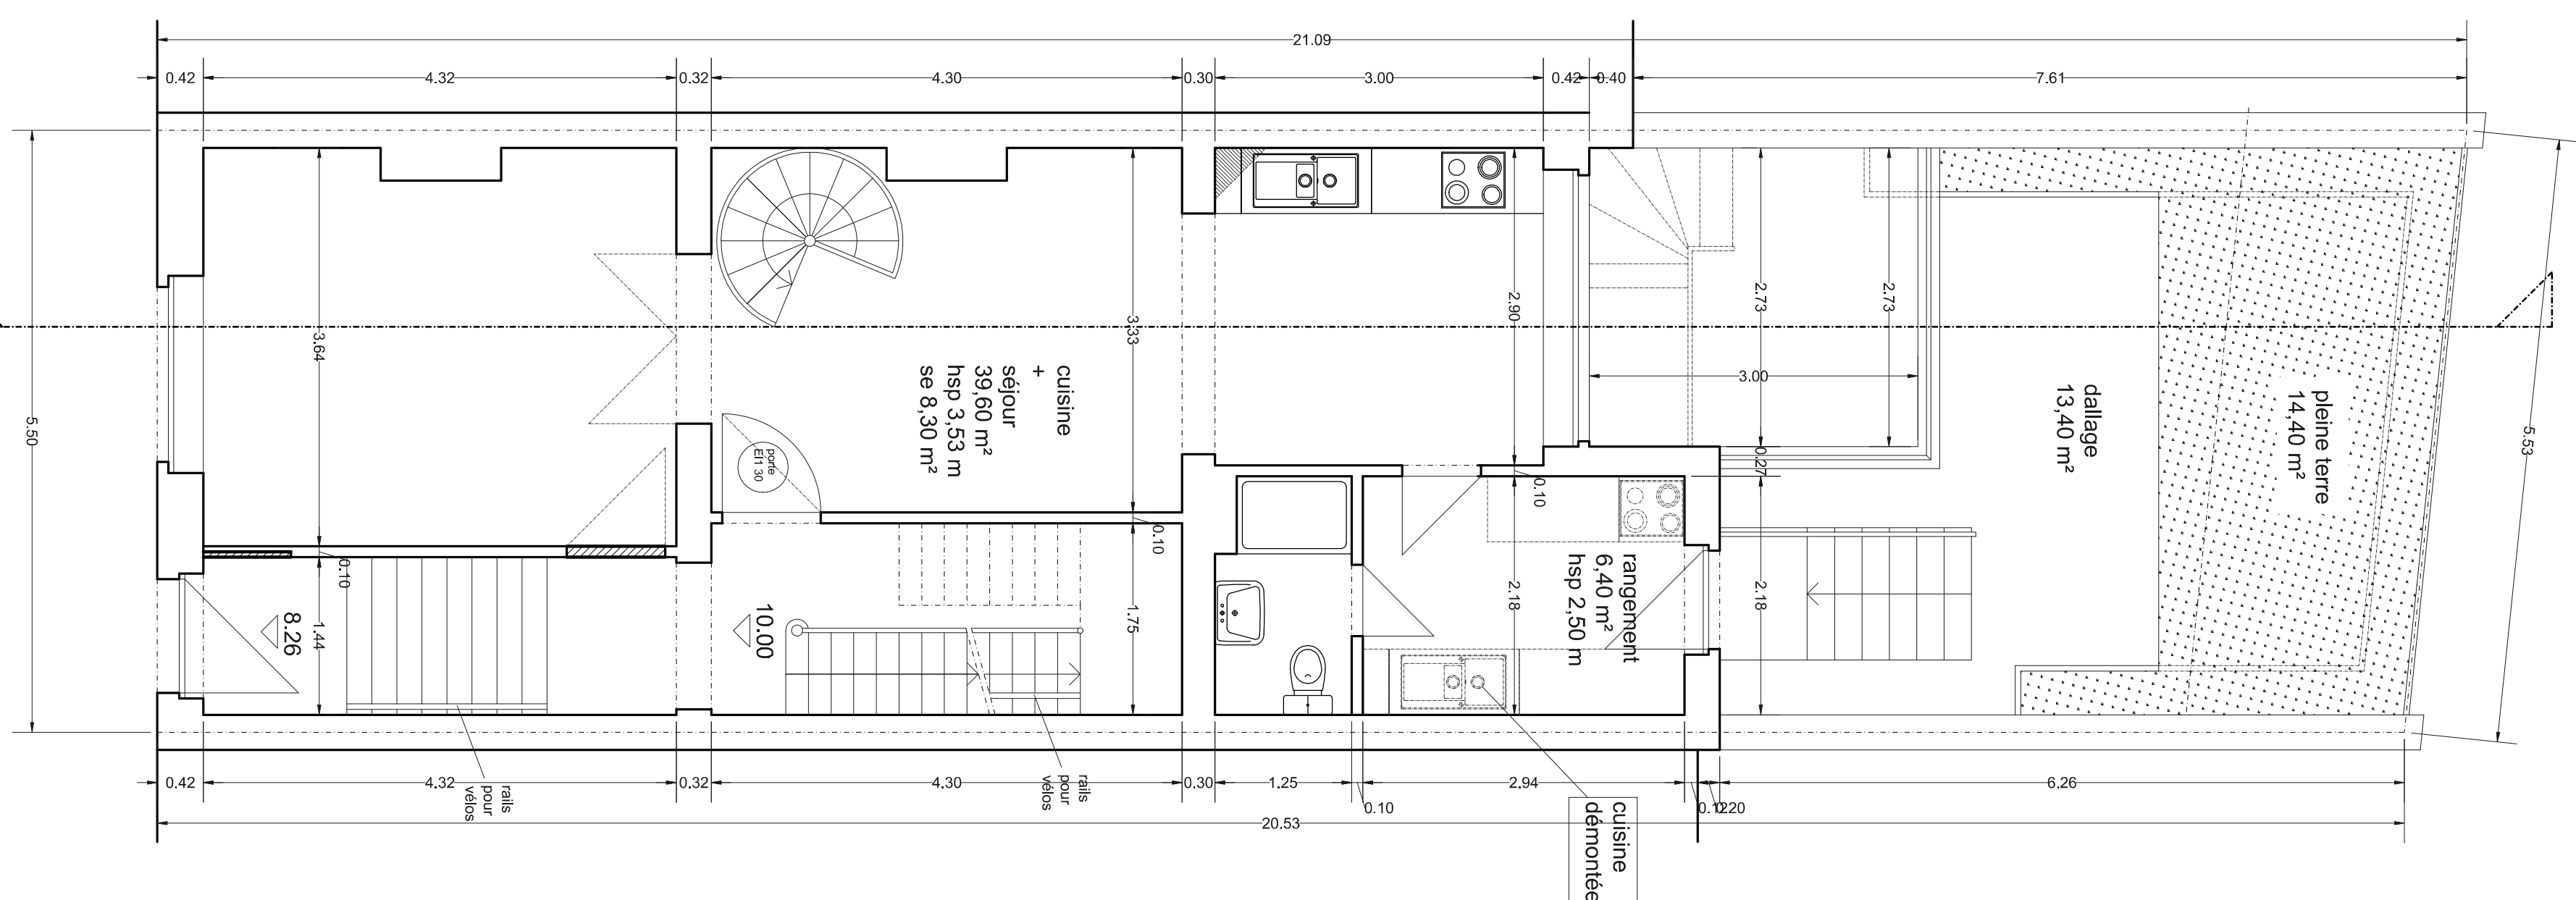 21.09
0.42
4.32
0.32
4.30
0.30
3.00
0.42
0.40
7.61
5.50
3.64
3.33
2.90
2.73
2.73
3.00
0.27
2.18
2.18
0.10
0.10
0.10
1.44
1.75
5.53
cuisine
+
séjour
39,60 m²
hsp 3,53 m
se 8,30 m²
porte
EI1 30
rangement
6,40 m²
hsp 2,50 m
dallage
13,40 m²
pleine terre
14,40 m²
8.26
10.00
0.42
4.32
0.32
4.30
0.30
1.25
0.10
2.94
0.12
0.20
6.26
20.53
rails
pour
vélos
rails
pour
vélos
cuisine
démontée